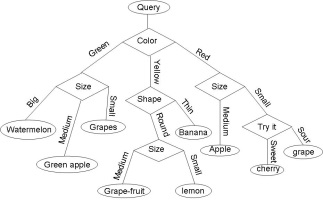 Query
Color
Green
Yellow
Red
Size
Shape
Size
Big
Medium
Small
Round
Thin
Medium
Small
Watermelon
Grapes
Banana
Apple
Try it
Green apple
Size
Sweet
Sour
cherry
grape
Medium
Small
Grape-fruit
lemon